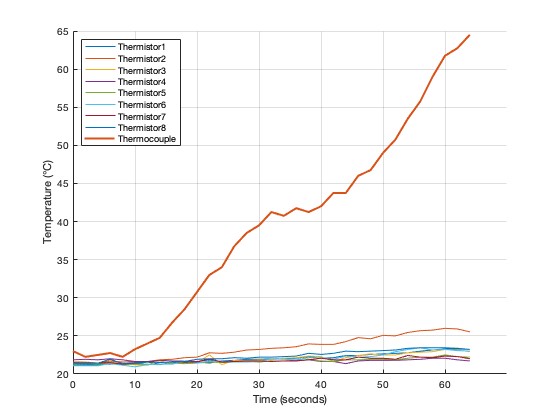 65
60
55
50
45
40
35
30
25
20
Temperature (°C)
Thermistor1
Thermistor2
Thermistor3
Thermistor4
Thermistor5
Thermistor6
Thermistor7
Thermistor8
Thermocouple
0 10 20 30 40 50 60
Time (seconds)